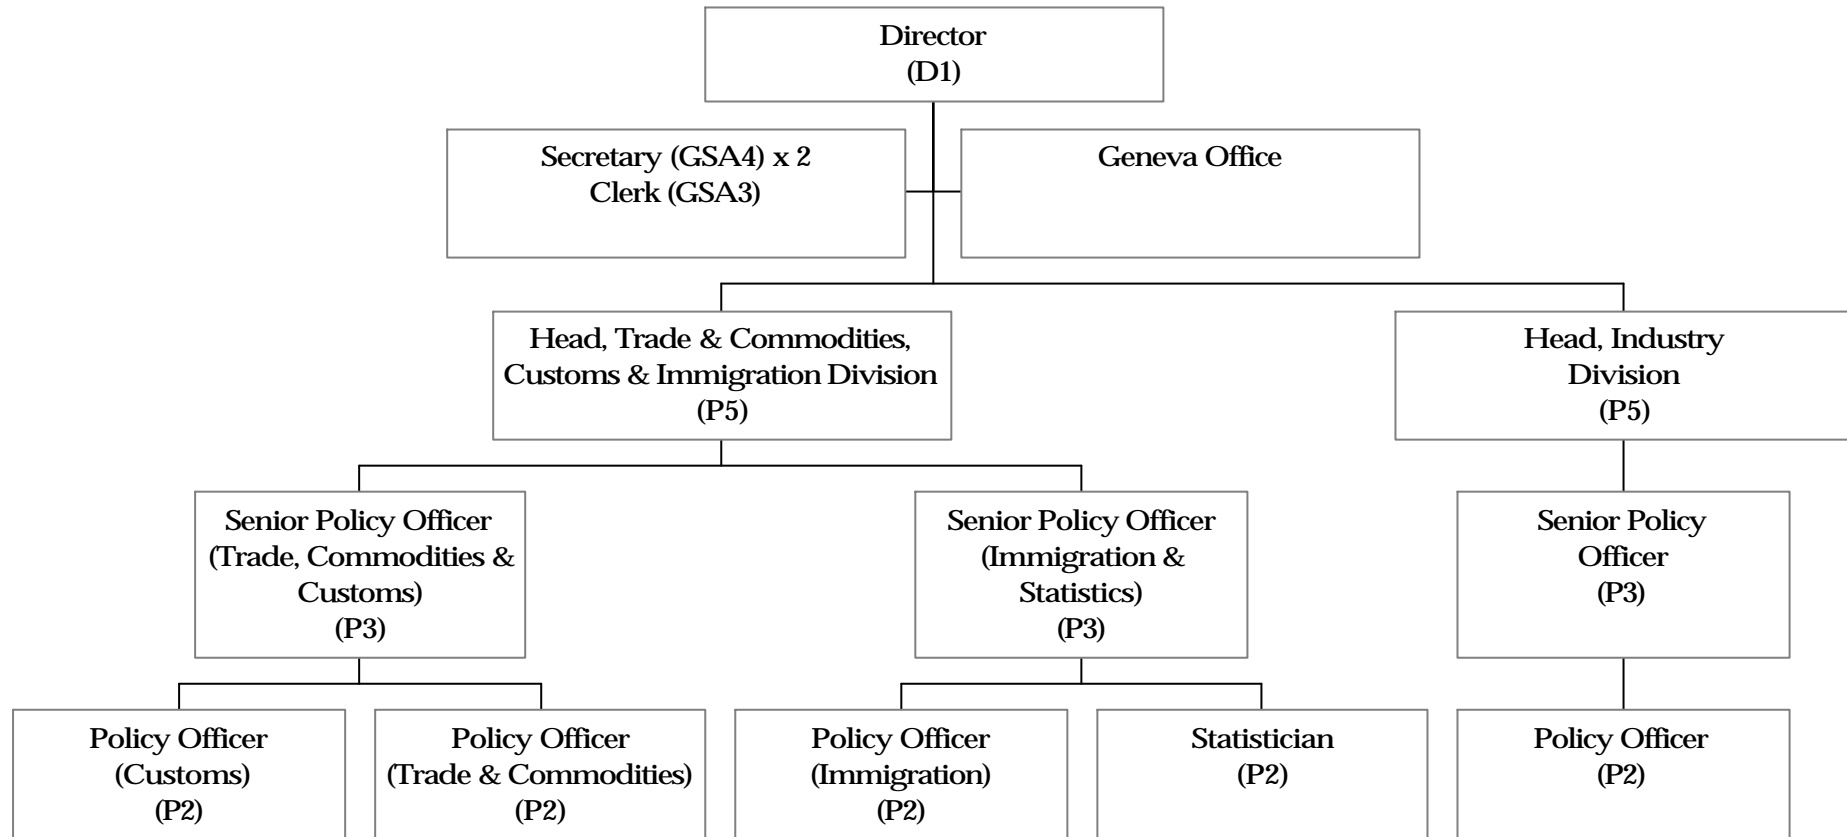 Director
(D1)
Secretary (GSA4) x 2
Clerk (GSA3)
Geneva Office
Head, Trade & Commodities,
Customs & Immigration Division
(P5)
Head, Industry
Division
(P5)
Senior Policy Officer
(Trade, Commodities &
Customs)
(P3)
Senior Policy Officer
(Immigration &
Statistics)
(P3)
Senior Policy
Officer
(P3)
Policy Officer
(Customs)
(P2)
Policy Officer
(Trade & Commodities)
(P2)
Policy Officer
(Immigration)
(P2)
Statistician
(P2)
Policy Officer
(P2)